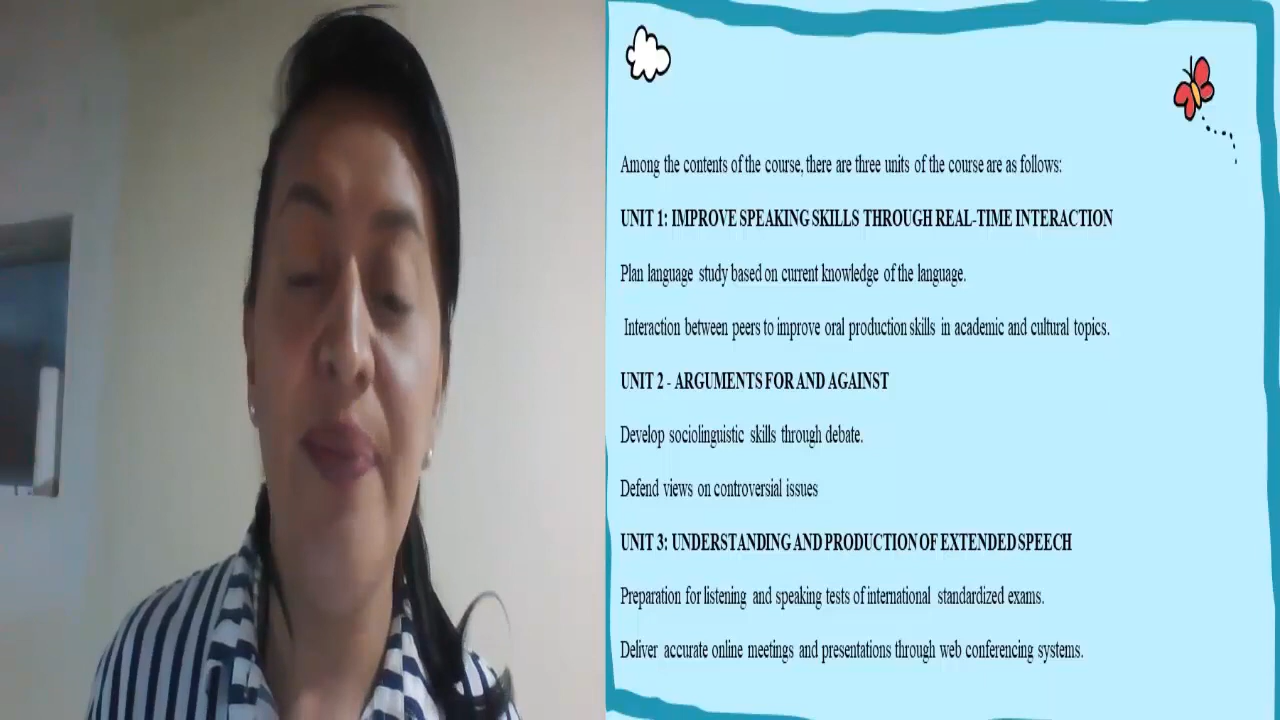 Among the contents of the course, there are three units of the course are as follows:
UNIT 1: IMPROVE SPEAKING SKILLS THROUGH REAL-TIME INTERACTION
Plan language study based on current knowledge of the language.
Interaction between peers to improve oral production skills in academic and cultural topics.
UNIT 2 - ARGUMENTS FOR AND AGAINST
Develop sociolinguistic skills through debate.
Defend views on controversial issues
UNIT 3: UNDERSTANDING AND PRODUCTION OF EXTENDED SPEECH
Preparation for listening and speaking tests of international standardized exams.
Deliver accurate online meetings and presentations through web conferencing systems.